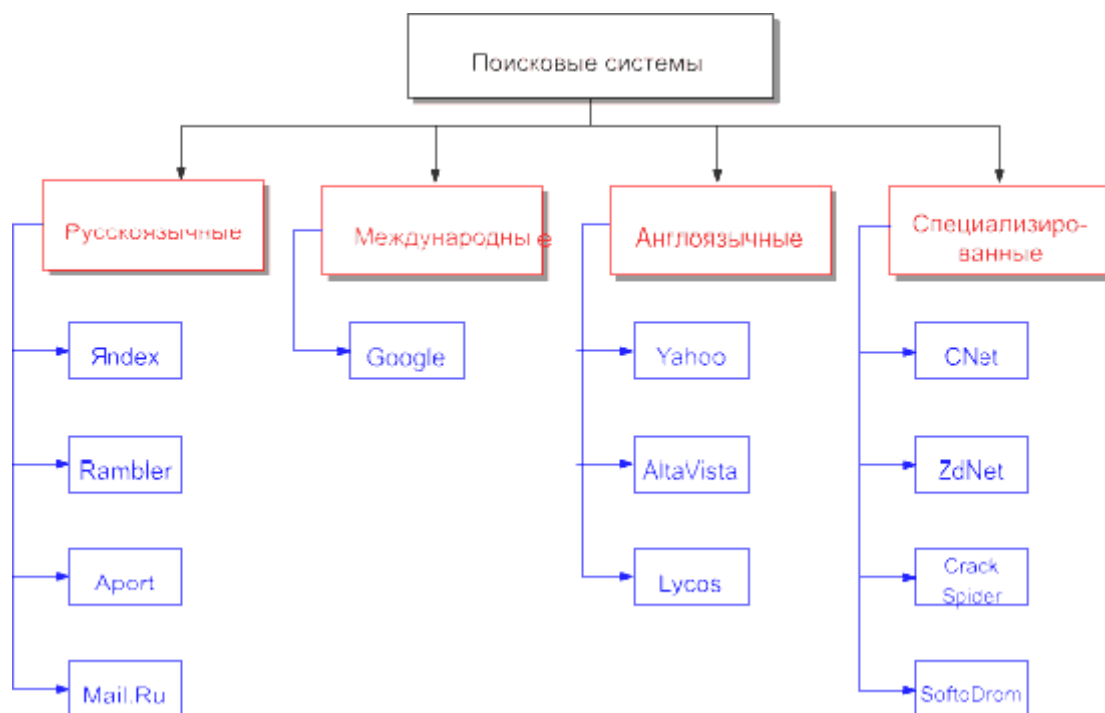 Поисковые системы
Русскоязычные
Международны е
Англоязычные
Специализиро-
ванные
Яndex
Google
Yahoo
CNet
Rambler
AltaVista
ZdNet
Aport
Lycos
Crack
Spider
Mail.Ru
SoftoDrom